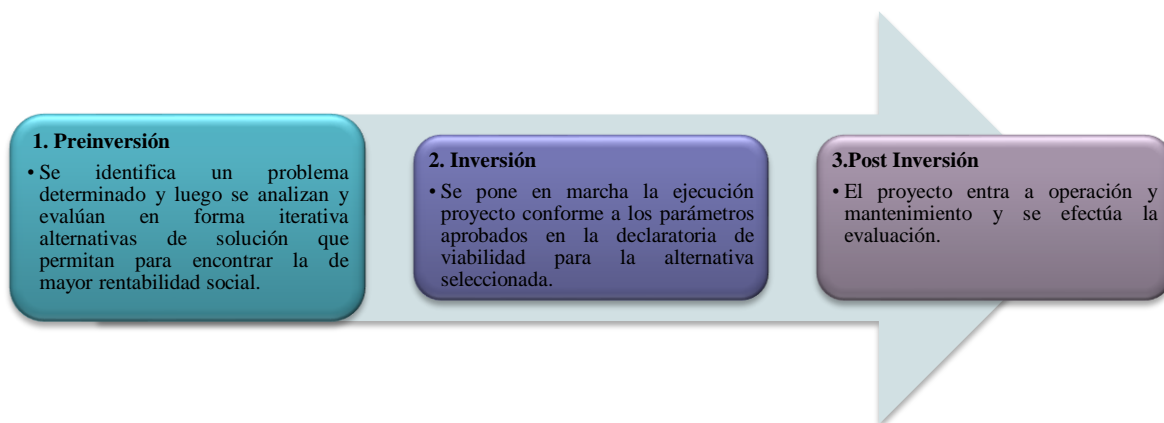 1. Preinversión
• Se identifica un problema
determinado y luego se analizan y
evalúan en forma iterativa
alternativas de solución que
permitan para encontrar la de
mayor rentabilidad social.
2. Inversión
• Se pone en marcha la ejecución
proyecto conforme a los parámetros
aprobados en la declaratoria de
viabilidad para la alternativa
seleccionada.
3.Post Inversión
• El proyecto entra a operación y
mantenimiento y se efectúa la
evaluación.